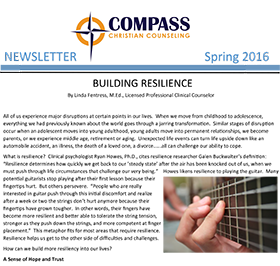 COMPASS
CHRISTIAN COUNSELING
NEWSLETTER Spring 2016
BUILDING RESILIENCE
By Linda Fentress, M.Ed., Licensed Professional Clinical Counselor
All of us experience major disruptions at certain points in our lives. When we move from childhood to adolescence,
everything we had previously known about the world goes through a jarring transformation. Similar stages of disruption
occur when an adolescent moves into young adulthood, young adults move into permanent relationships, we become
parents, or we experience middle age, retirement or aging. Unexpected life events can turn life upside down like an
automobile accident, an illness, the death of a loved one, a divorce......all can challenge our ability to cope.
What is resilience? Clinical psychologist Ryan Howes, Ph.D., cites resilience researcher Galen Buckwalter's definition:
"Resilience determines how quickly we get back to our 'steady state' after the air has been knocked out of us, when we
must push through life circumstances that challenge our very being." Howes likens resilience to playing the guitar. Many
would guitarists stop playing after their first lesson because their
fingertips hurt. But others persevere. "People who are really
interested in guitar push through this initial discomfort and realize
after a week or two the strings don't hurt anymore because their
fingertips have grown tougher. In other words, their fingers have
become more resilient and better able to tolerate the string tension,
stronger as they push down the strings, and more competent at finger
placement." This metaphor fits for most areas that require resilience.
Resilience helps us get to the other side of difficulties and challenges.
How can we build more resiliency into our lives?
A Sense of Hope and Trust